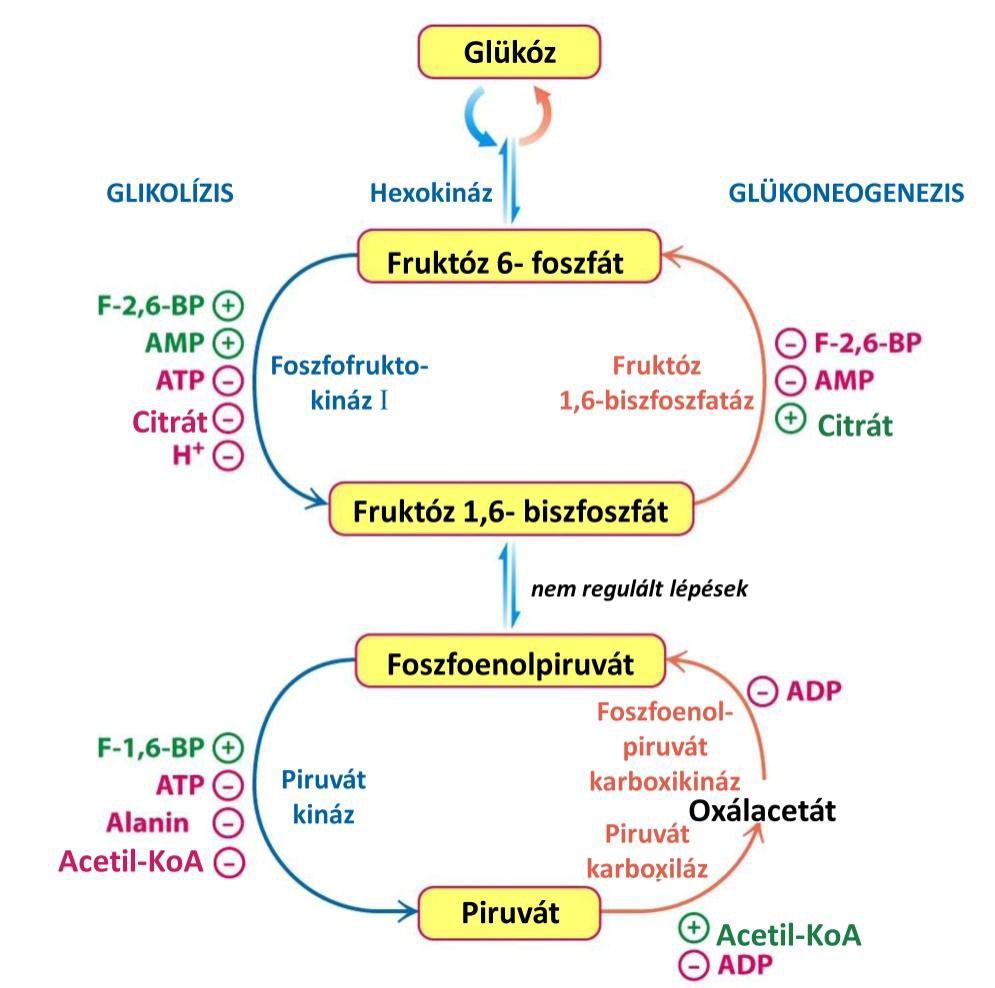 Glükóz
GLIKOLÍZIS
Hexokináz
GLÜKONEOGENEZIS
Fruktóz 6- foszfát
F-2,6-BP +
AMP +
ATP −
Citrát −
H⁺ −
Foszfofrukto-
kináz I
Fruktóz
1,6-biszfoszfatáz
− F-2,6-BP
− AMP
+ Citrát
Fruktóz 1,6- biszfoszfát
nem regulált lépések
Foszfoenolpiruvát
− ADP
F-1,6-BP +
ATP −
Alanin −
Acetil-KoA −
Piruvát
kináz
Foszfoenol-
piruvát
karboxikináz
Oxálacetát
Piruvát
karboxiláz
Piruvát
+ Acetil-KoA
− ADP